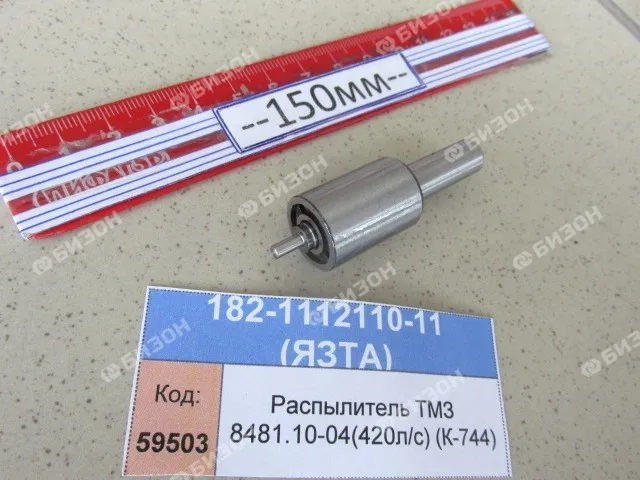 --150мм--
182-1112110-11
(ЯЗТА)
Код:
59503
Распылитель ТМЗ
8481.10-04(420л/с) (К-744)
БИЗОН